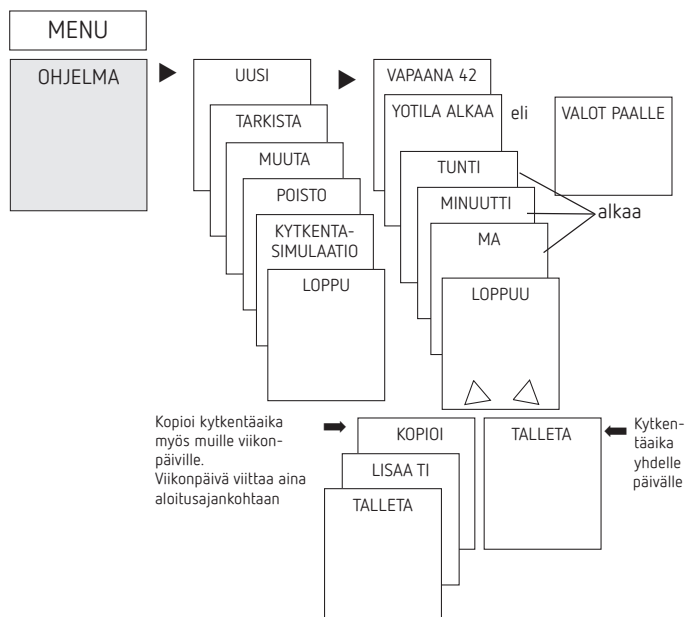 MENU
OHJELMA
UUSI
TARKISTA
MUUTA
POISTO
KYTKENTA-
SIMULAATIO
LOPPU
VAPAANA 42
YOTILA ALKAA
eli
VALOT PAALLE
TUNTI
MINUUTTI
MA
alkaa
LOPPUU
Kopioi kytkentäaika
myös muille viikon-
päiville.
Viikonpäivä viittaa aina
aloitusajankohtaan
KOPIOI
LISAA TI
TALLETA
TALLETA
Kytken-
täaika
yhdelle
päivälle